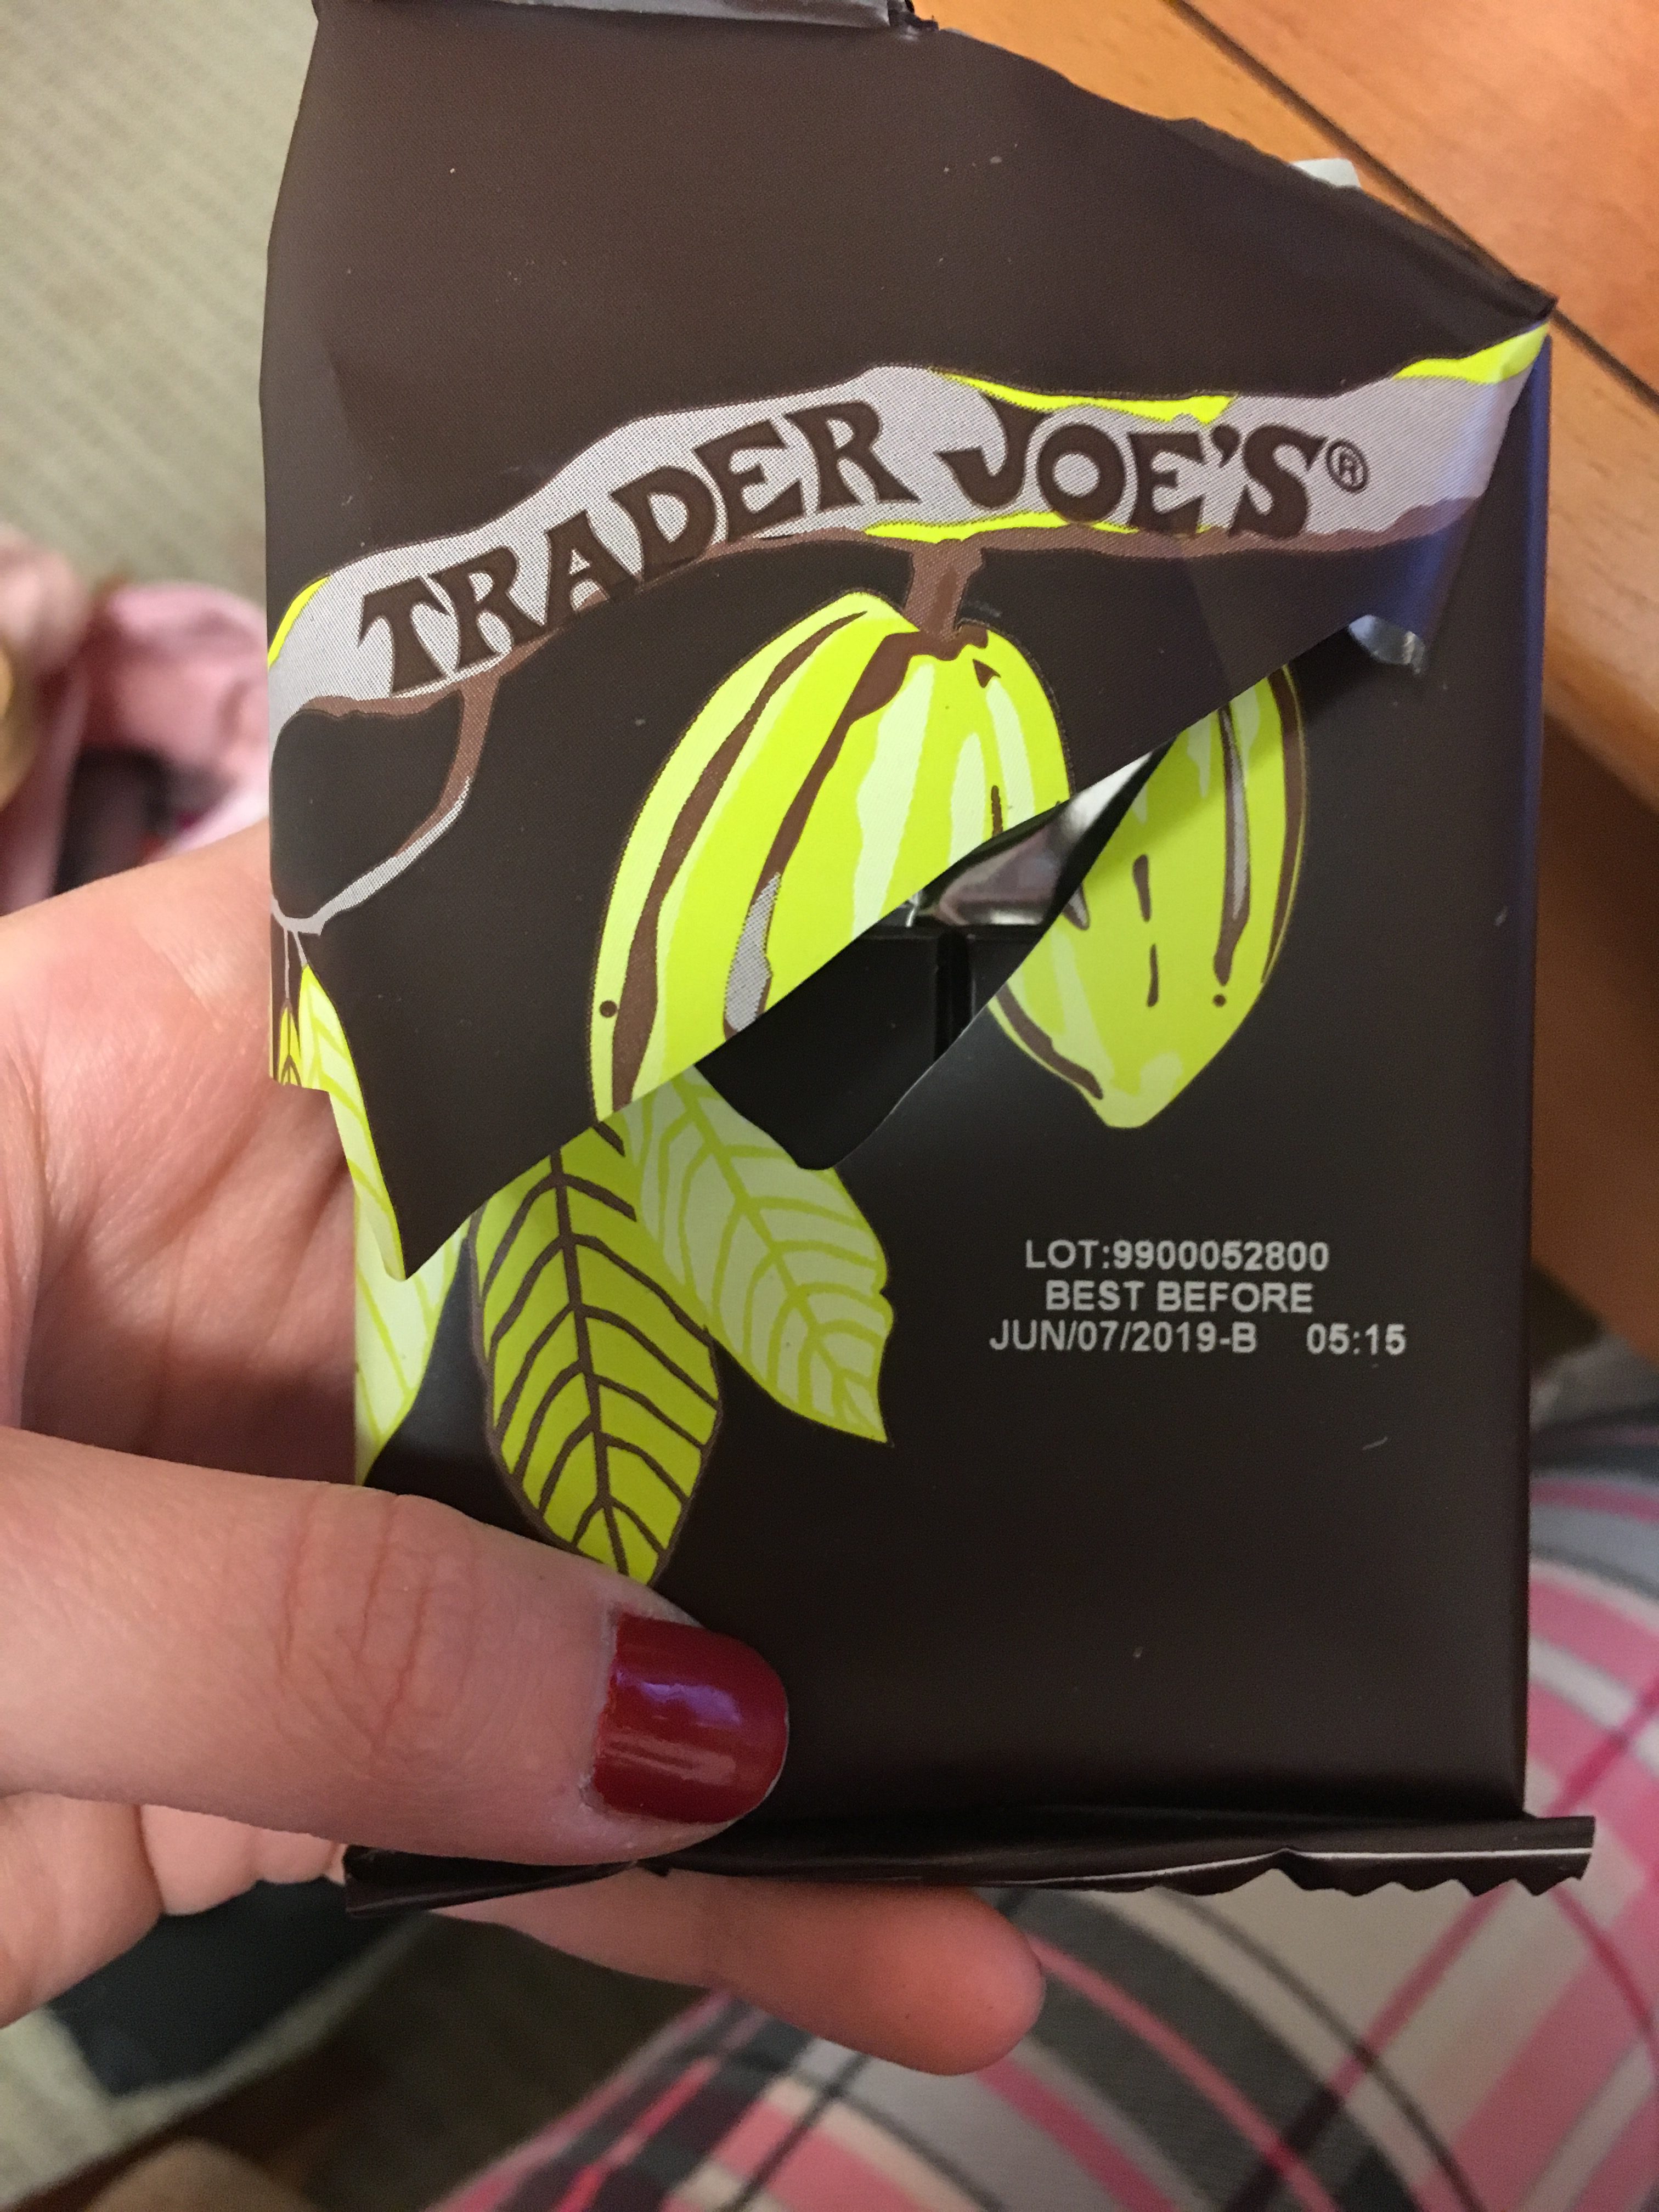 TRADER JOE'S®
LOT:9900052800
BEST BEFORE
JUN/07/2019-B 05:15